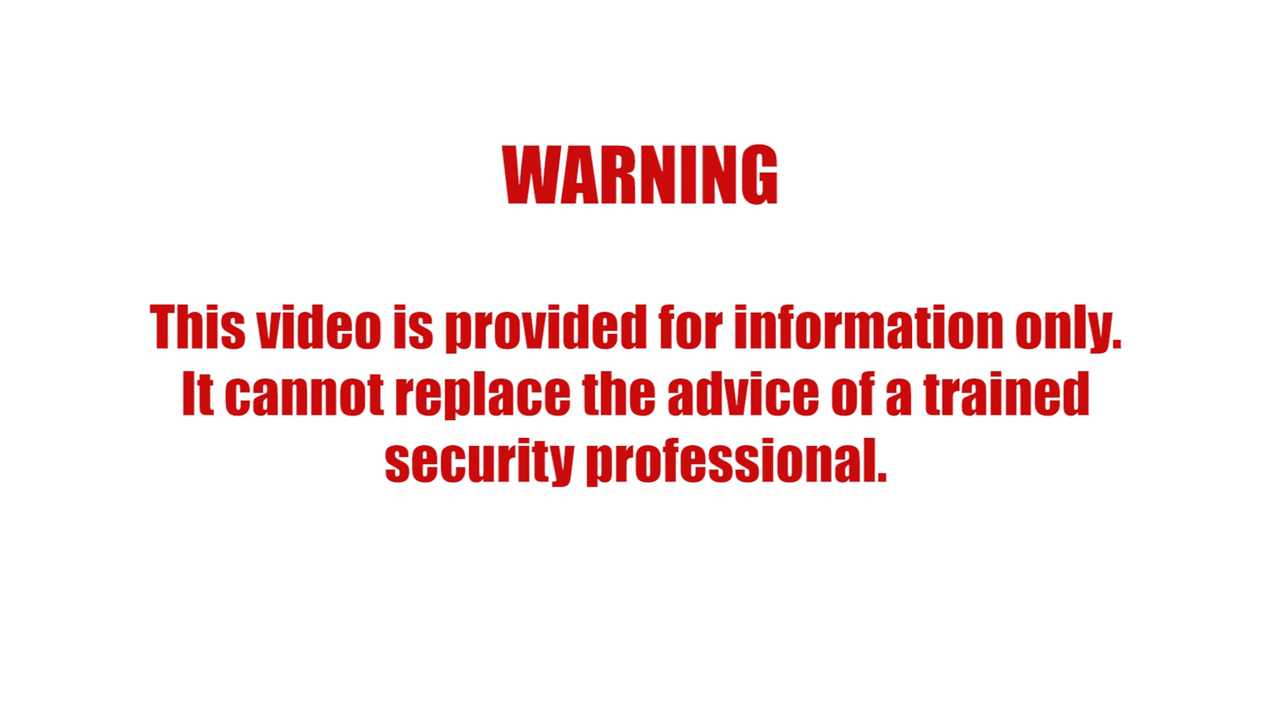 WARNING
This video is provided for information only.
It cannot replace the advice of a trained
security professional.